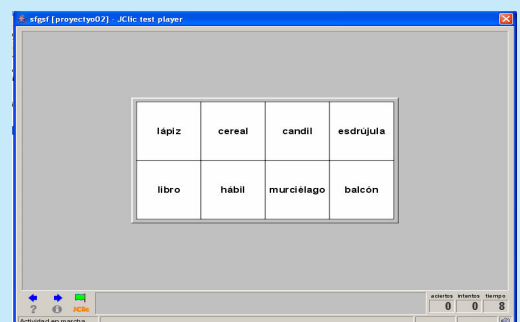 sfgsf [proyectyo02] - JClic test player
lápiz cereal candil esdrújula
libro hábil murciélago balcón
aciertos intentos tiempo
0 0 8
? JClic
Actividad en marcha